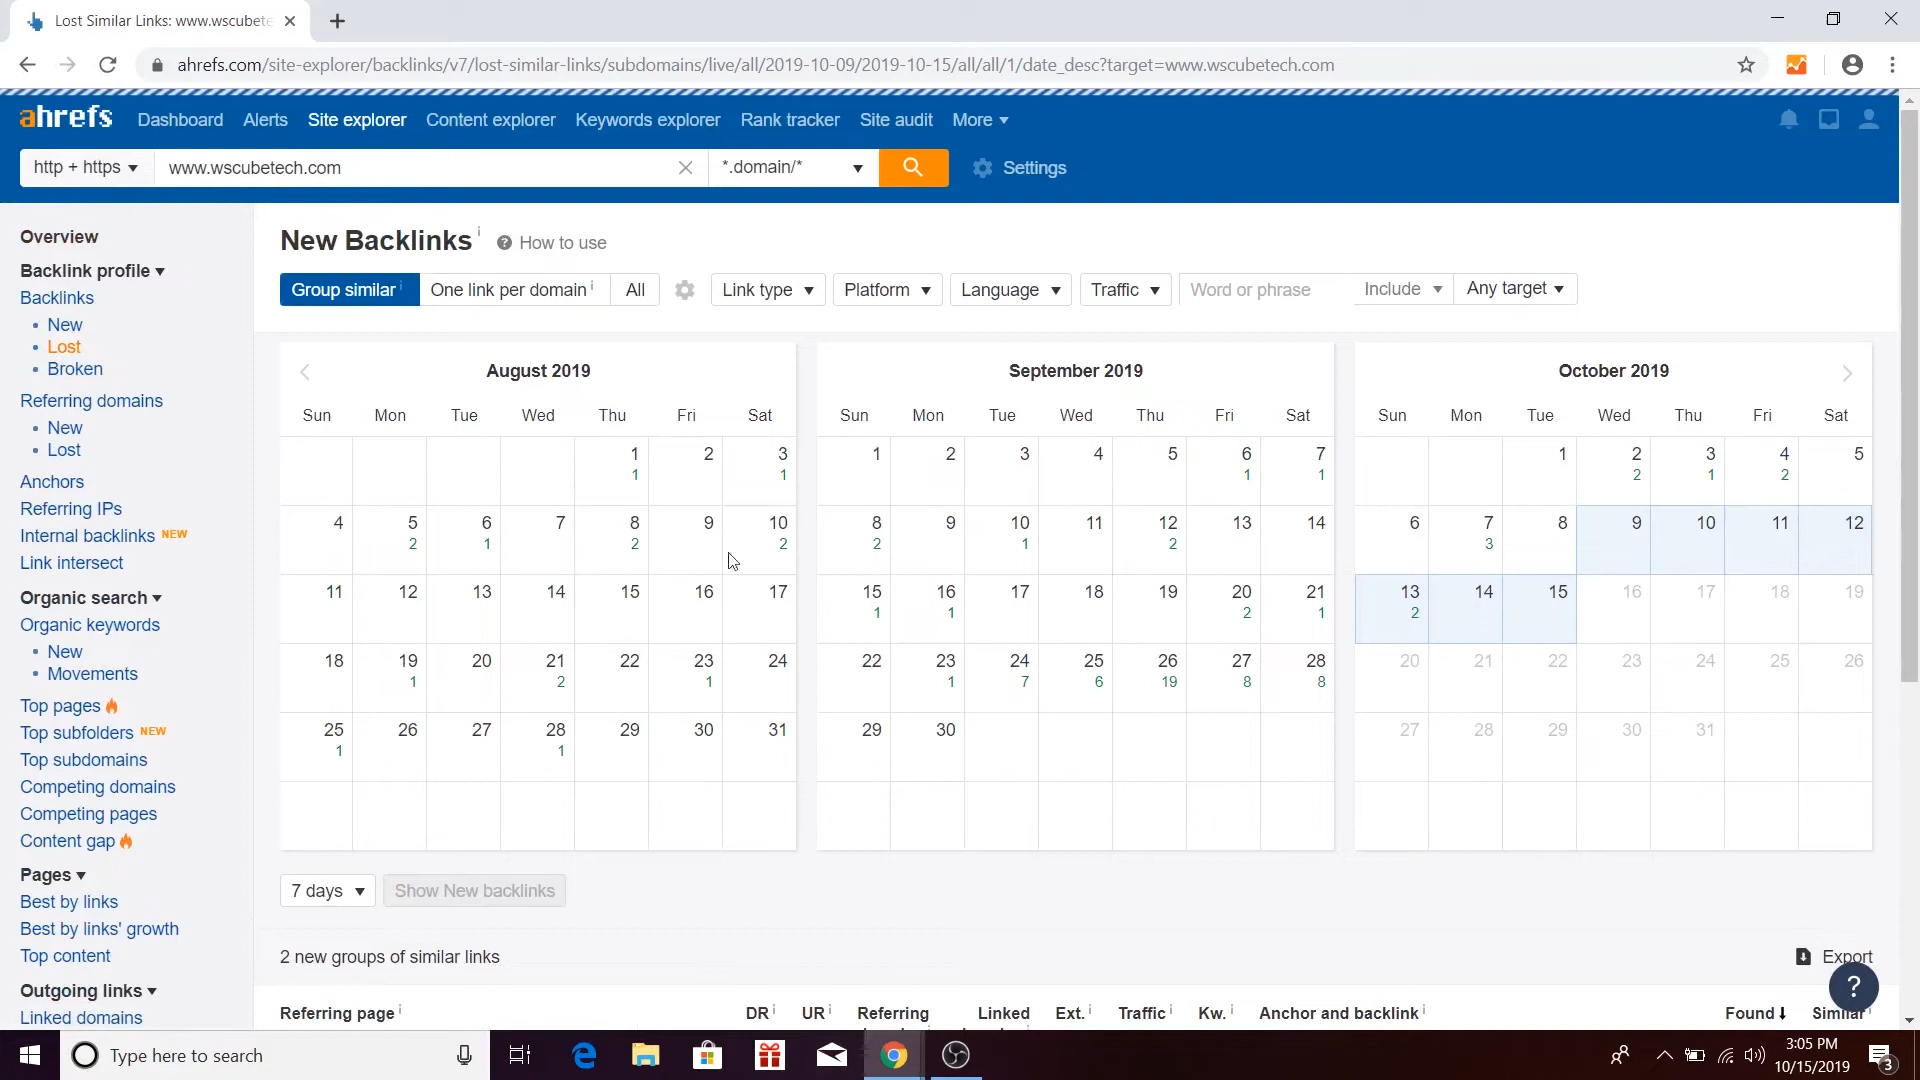 Lost Similar Links: www.wscubete
ahrefs.com/site-explorer/backlinks/v7/lost-similar-links/subdomains/live/all/2019-10-09/2019-10-15/all/all/1/date_desc?target=www.wscubetech.com
ahrefs Dashboard Alerts Site explorer Content explorer Keywords explorer Rank tracker Site audit More
http + https www.wscubetech.com *.domain/* Settings
Overview
Backlink profile
Backlinks
• New
• Lost
• Broken
Referring domains
• New
• Lost
Anchors
Referring IPs
Internal backlinks NEW
Link intersect
Organic search
Organic keywords
• New
• Movements
Top pages
Top subfolders NEW
Top subdomains
Competing domains
Competing pages
Content gap
Pages
Best by links
Best by links' growth
Top content
Outgoing links
Linked domains
New Backlinks i ? How to use
Group similar i One link per domain i All Link type Platform Language Traffic Word or phrase Include Any target
August 2019
Sun Mon Tue Wed Thu Fri Sat
1 2 3
1 1
4 5 6 7 8 9 10
2 1 2 2
11 12 13 14 15 16 17
18 19 20 21 22 23 24
1 2 1
25 26 27 28 29 30 31
1 1
September 2019
Sun Mon Tue Wed Thu Fri Sat
1 2 3 4 5 6 7
1 1
8 9 10 11 12 13 14
2 1 2
15 16 17 18 19 20 21
1 1 2 1
22 23 24 25 26 27 28
1 7 6 19 8 8
29 30
October 2019
Sun Mon Tue Wed Thu Fri Sat
1 2 3 4 5
2 1 2
6 7 8 9 10 11 12
3
13 14 15 16 17 18 19
2
20 21 22 23 24 25 26
27 28 29 30 31
7 days Show New backlinks
2 new groups of similar links Export
?
Referring page i DR i UR i Referring Linked Ext. i Traffic i Kw. i Anchor and backlink i Found Similar
Type here to search
3:05 PM
10/15/2019
3